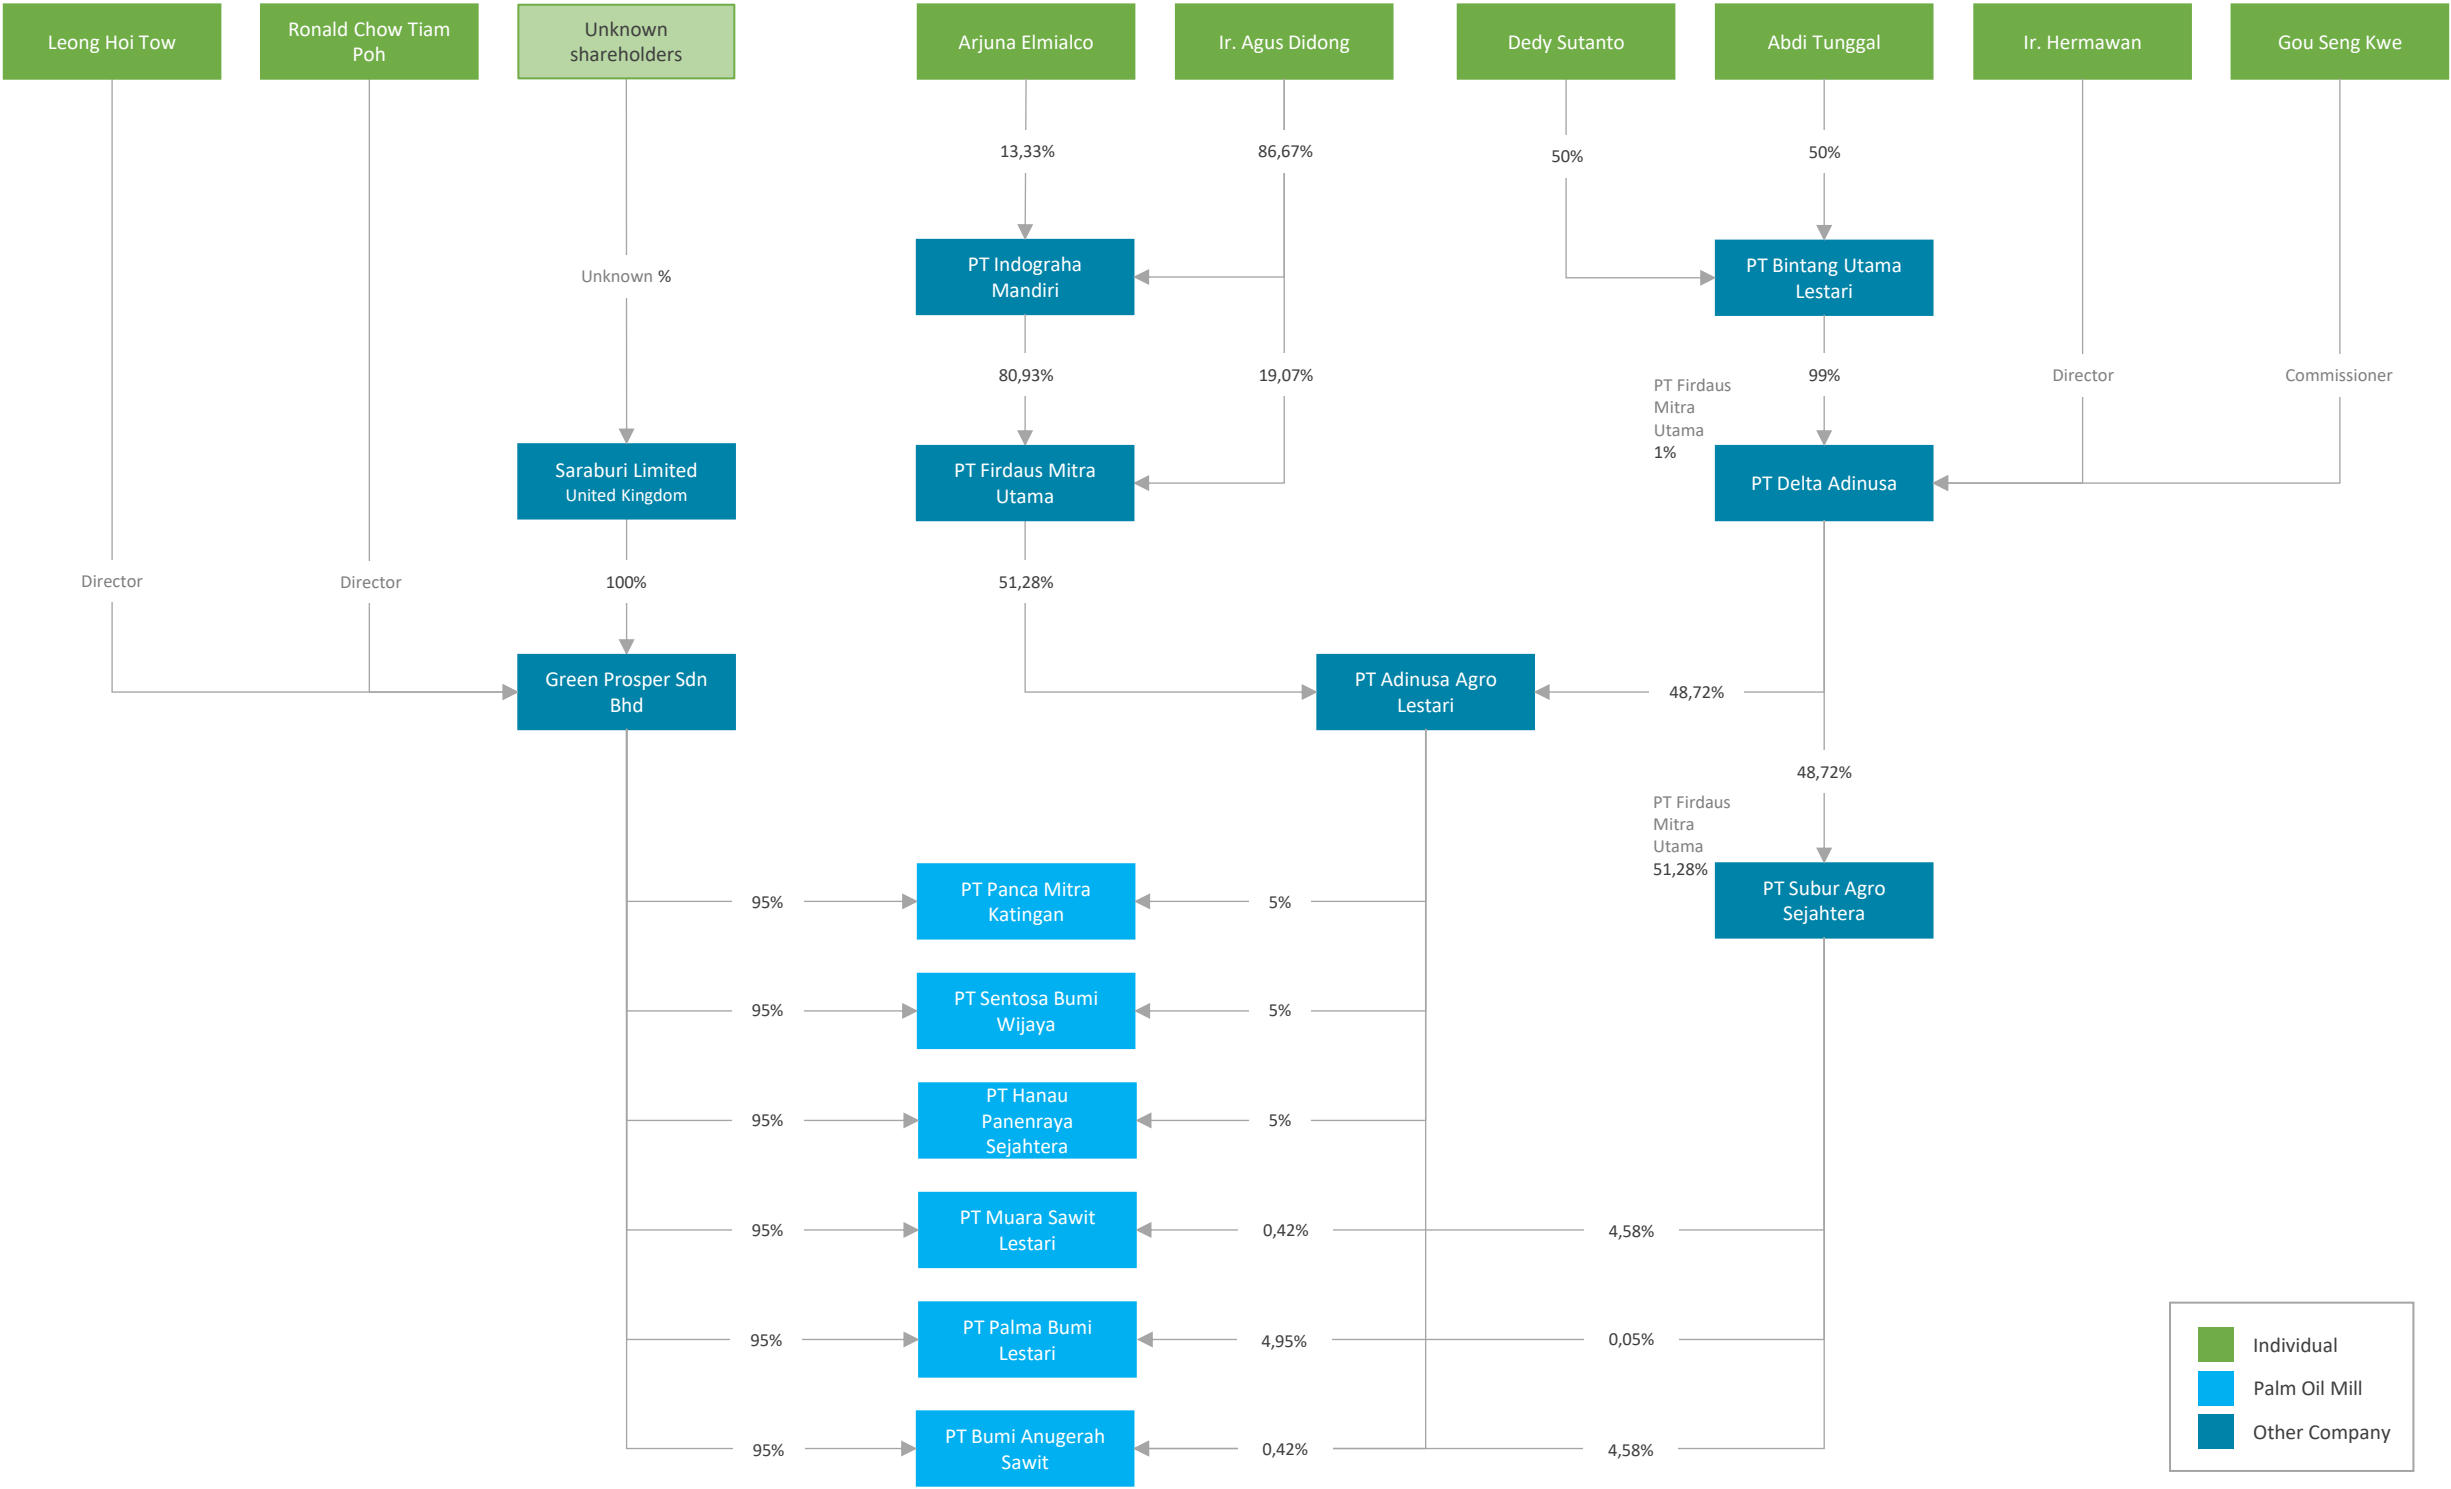 Leong Hoi Tow
Ronald Chow Tiam
Poh
Unknown
shareholders
Arjuna Elmialco
Ir. Agus Didong
Dedy Sutanto
Abdi Tunggal
Ir. Hermawan
Gou Seng Kwe
13,33%
86,67%
50%
50%
Unknown %
PT Indograha
Mandiri
PT Bintang Utama
Lestari
80,93%
19,07%
PT Firdaus
Mitra
Utama
1%
99%
Director
Commissioner
Saraburi Limited
United Kingdom
PT Firdaus Mitra
Utama
PT Delta Adinusa
Director
Director
100%
51,28%
Green Prosper Sdn
Bhd
PT Adinusa Agro
Lestari
48,72%
48,72%
PT Firdaus
Mitra
Utama
51,28%
PT Subur Agro
Sejahtera
95%
PT Panca Mitra
Katingan
5%
95%
PT Sentosa Bumi
Wijaya
5%
95%
PT Hanau
Panenraya
Sejahtera
5%
95%
PT Muara Sawit
Lestari
0,42%
4,58%
95%
PT Palma Bumi
Lestari
4,95%
0,05%
95%
PT Bumi Anugerah
Sawit
0,42%
4,58%
Individual
Palm Oil Mill
Other Company